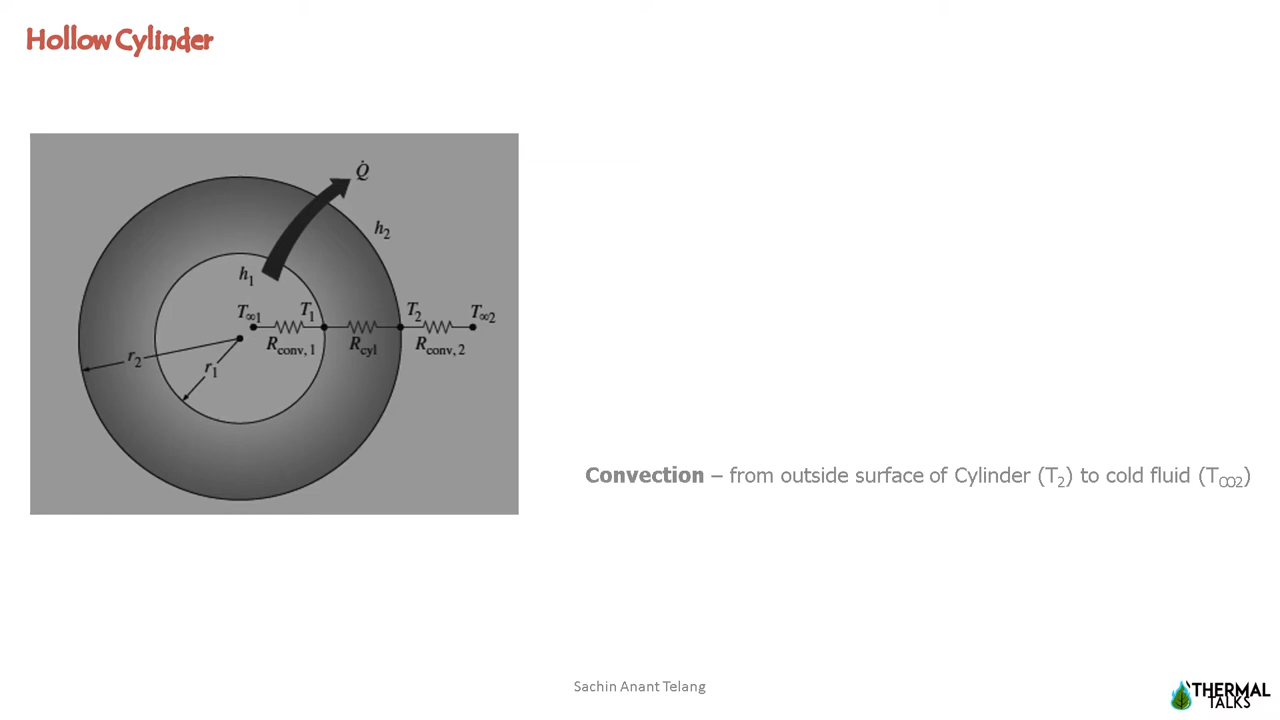 Hollow Cylinder
Q̇
h₂
h₁
T∞1 T₁ T₂ T∞2
Rconv, 1 Rcyl Rconv, 2
r₂
r₁
Convection – from outside surface of Cylinder (T₂) to cold fluid (T∞2)
Sachin Anant Telang
THERMAL
TALKS